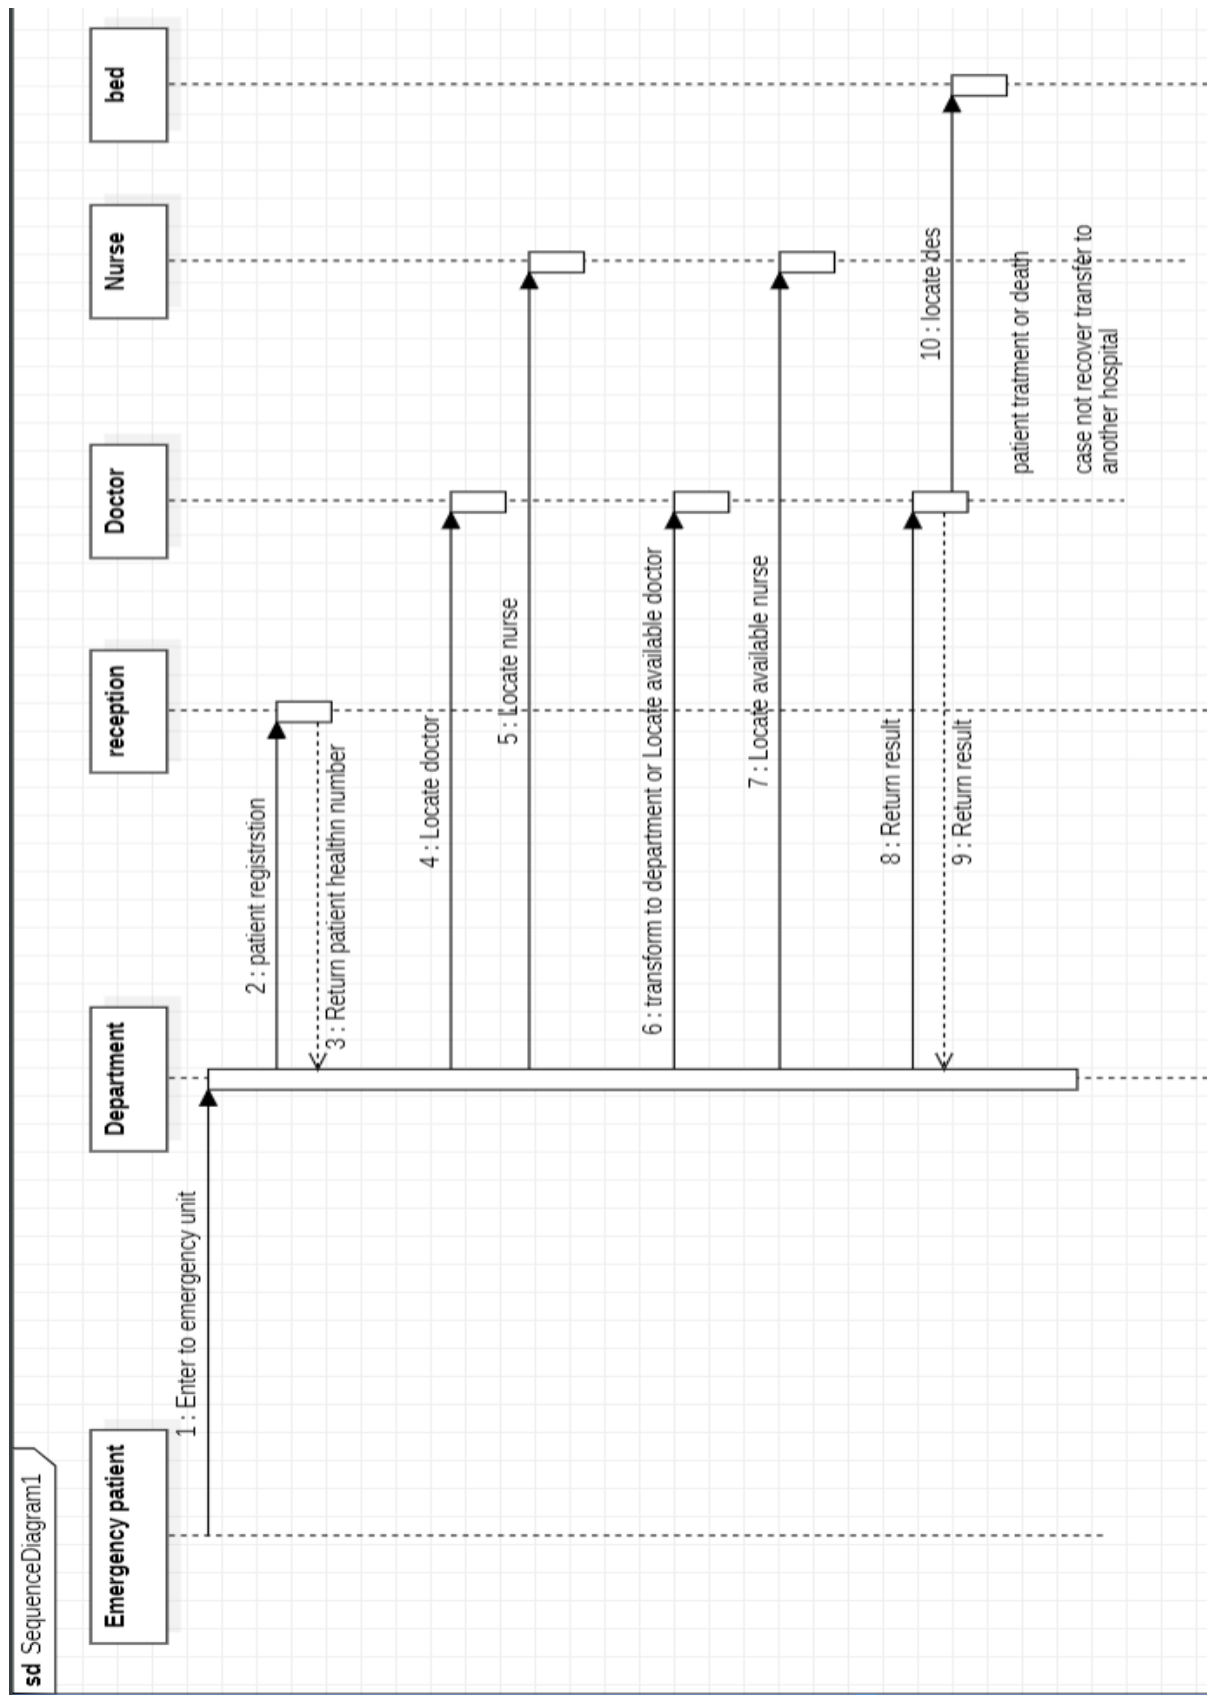 sd SequenceDiagram1
Emergency patient
Department
reception
Doctor
Nurse
bed
1 : Enter to emergency unit
2 : patient registrstion
3 : Return patient healthn number
4 : Locate doctor
5 : Locate nurse
6 : transform to department or Locate available doctor
7 : Locate available nurse
8 : Return result
9 : Return result
10 : locate des
patient tratment or death
case not recover transfer to
another hospital